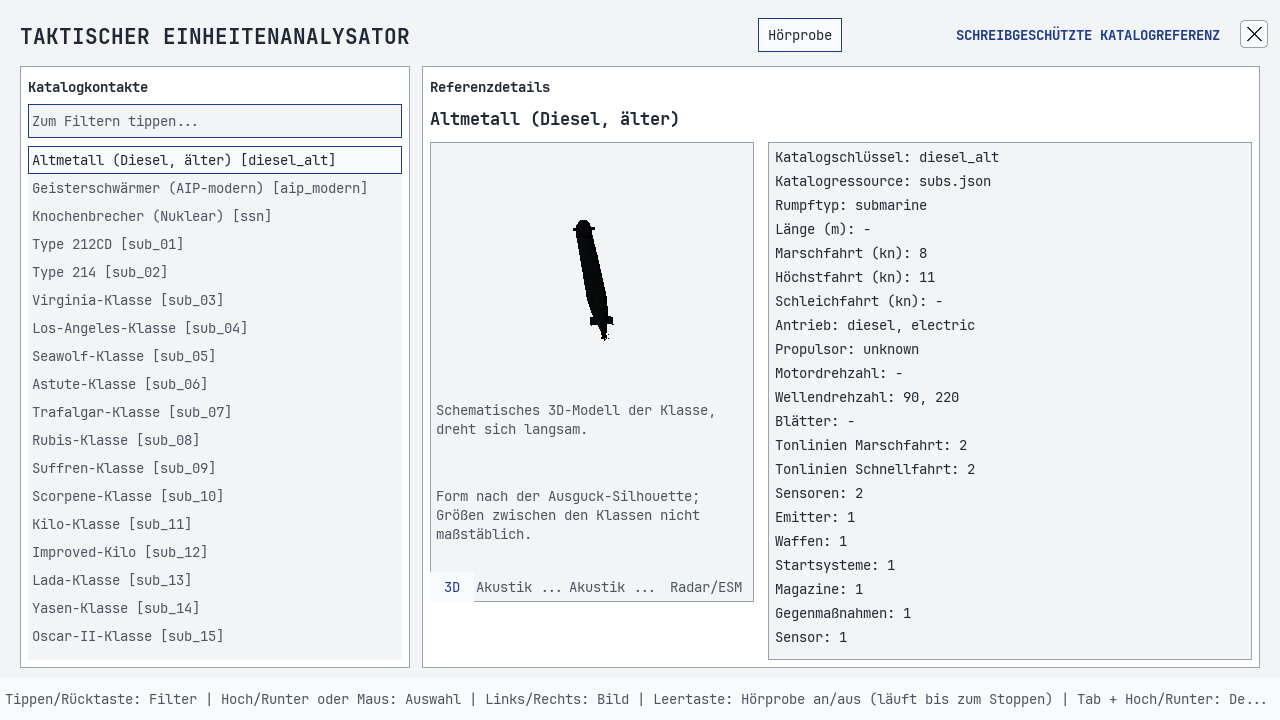 TAKTISCHER EINHEITENANALYSATOR
Hörprobe
SCHREIBGESCHÜTZTE KATALOGREFERENZ
Katalogkontakte
Zum Filtern tippen...
Altmetall (Diesel, älter) [diesel_alt]
Geisterschwärmer (AIP-modern) [aip_modern]
Knochenbrecher (Nuklear) [ssn]
Type 212CD [sub_01]
Type 214 [sub_02]
Virginia-Klasse [sub_03]
Los-Angeles-Klasse [sub_04]
Seawolf-Klasse [sub_05]
Astute-Klasse [sub_06]
Trafalgar-Klasse [sub_07]
Rubis-Klasse [sub_08]
Suffren-Klasse [sub_09]
Scorpene-Klasse [sub_10]
Kilo-Klasse [sub_11]
Improved-Kilo [sub_12]
Lada-Klasse [sub_13]
Yasen-Klasse [sub_14]
Oscar-II-Klasse [sub_15]
Referenzdetails
Altmetall (Diesel, älter)
Schematisches 3D-Modell der Klasse,
dreht sich langsam.
Form nach der Ausguck-Silhouette;
Größen zwischen den Klassen nicht
maßstäblich.
3D Akustik ... Akustik ... Radar/ESM
Katalogschlüssel: diesel_alt
Katalogressource: subs.json
Rumpftyp: submarine
Länge (m): -
Marschfahrt (kn): 8
Höchstfahrt (kn): 11
Schleichfahrt (kn): -
Antrieb: diesel, electric
Propulsor: unknown
Motordrehzahl: -
Wellendrehzahl: 90, 220
Blätter: -
Tonlinien Marschfahrt: 2
Tonlinien Schnellfahrt: 2
Sensoren: 2
Emitter: 1
Waffen: 1
Startsysteme: 1
Magazine: 1
Gegenmaßnahmen: 1
Sensor: 1
Tippen/Rücktaste: Filter | Hoch/Runter oder Maus: Auswahl | Links/Rechts: Bild | Leertaste: Hörprobe an/aus (läuft bis zum Stoppen) | Tab + Hoch/Runter: De...